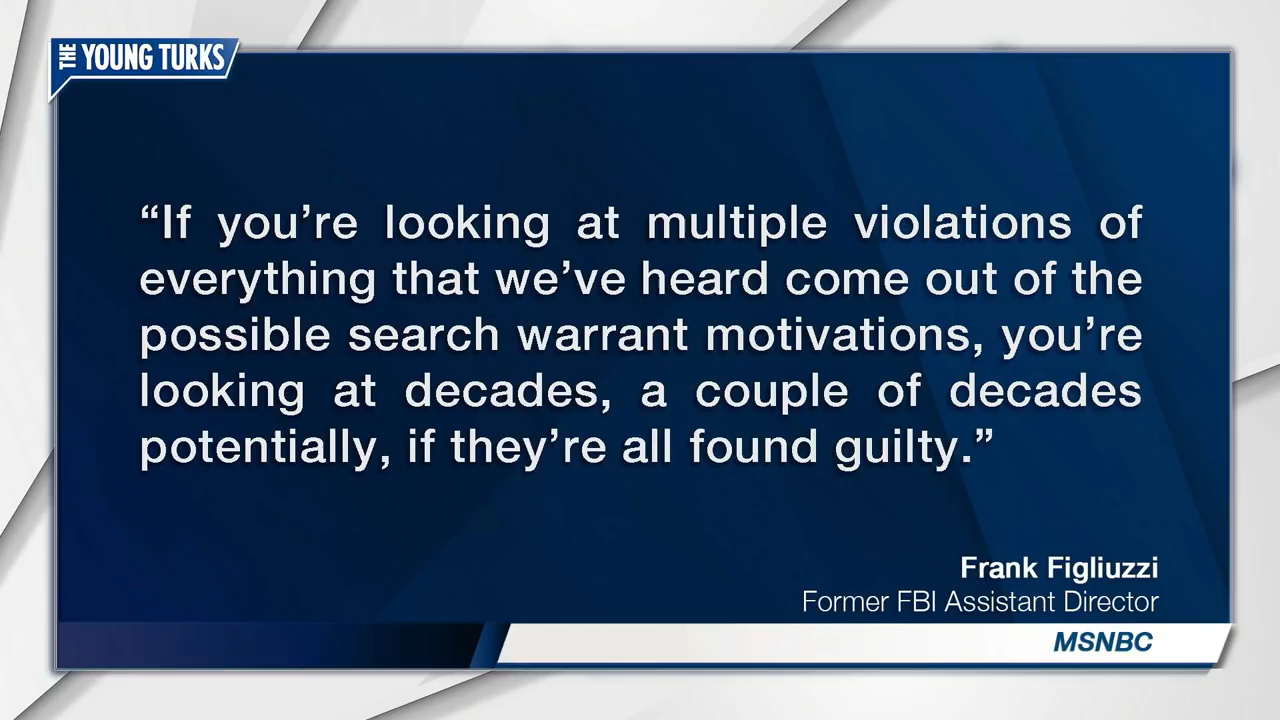 THE YOUNG TURKS
“If you’re looking at multiple violations of
everything that we’ve heard come out of the
possible search warrant motivations, you’re
looking at decades, a couple of decades
potentially, if they’re all found guilty.”
Frank Figliuzzi
Former FBI Assistant Director
MSNBC